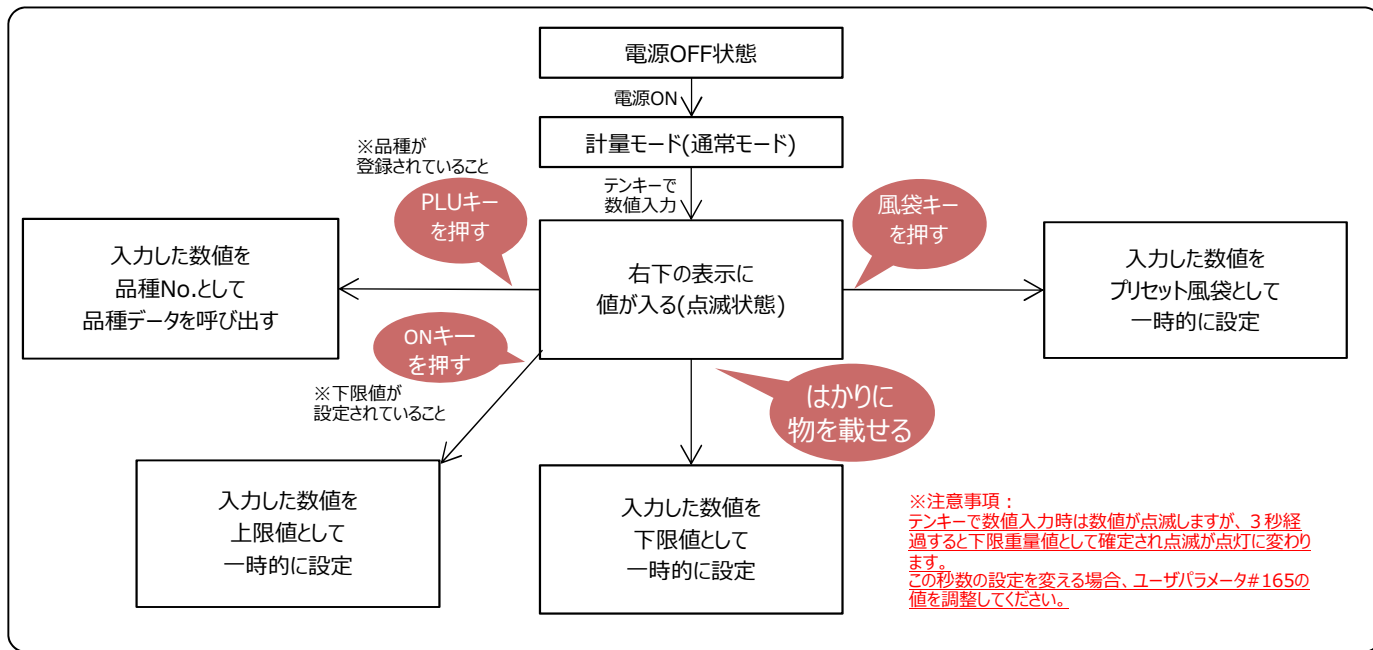 電源OFF状態
電源ON
計量モード(通常モード)
※品種が
登録されていること
テンキーで
数値入力
PLUキー
を押す
風袋キー
を押す
入力した数値を
品種No.として
品種データを呼び出す
右下の表示に
値が入る(点滅状態)
入力した数値を
プリセット風袋として
一時的に設定
ONキー
を押す
※下限値が
設定されていること
はかりに
物を載せる
入力した数値を
上限値として
一時的に設定
入力した数値を
下限値として
一時的に設定
※注意事項：
テンキーで数値入力時は数値が点滅しますが、３秒経
過すると下限重量値として確定され点滅が点灯に変わり
ます。
この秒数の設定を変える場合、ユーザパラメータ＃165の
値を調整してください。